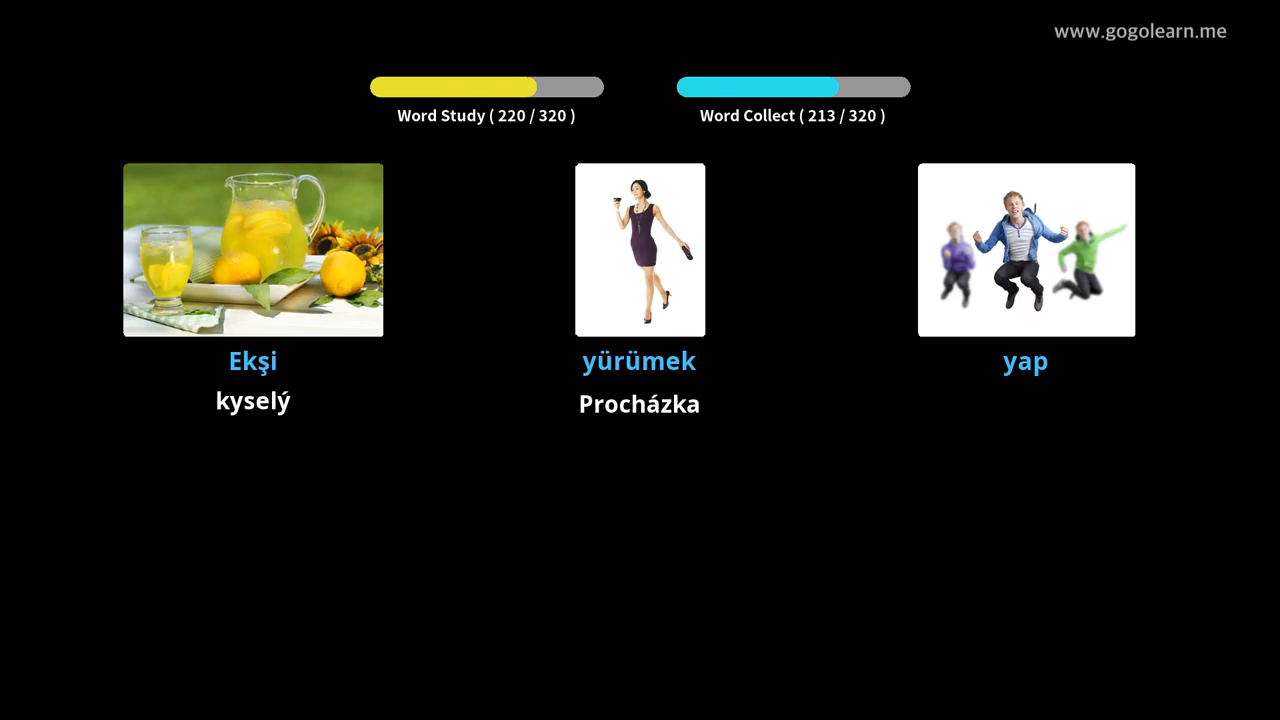 www.gogolearn.me
Word Study ( 220 / 320 )
Word Collect ( 213 / 320 )
Ekşi
yürümek
yap
kyselý
Procházka